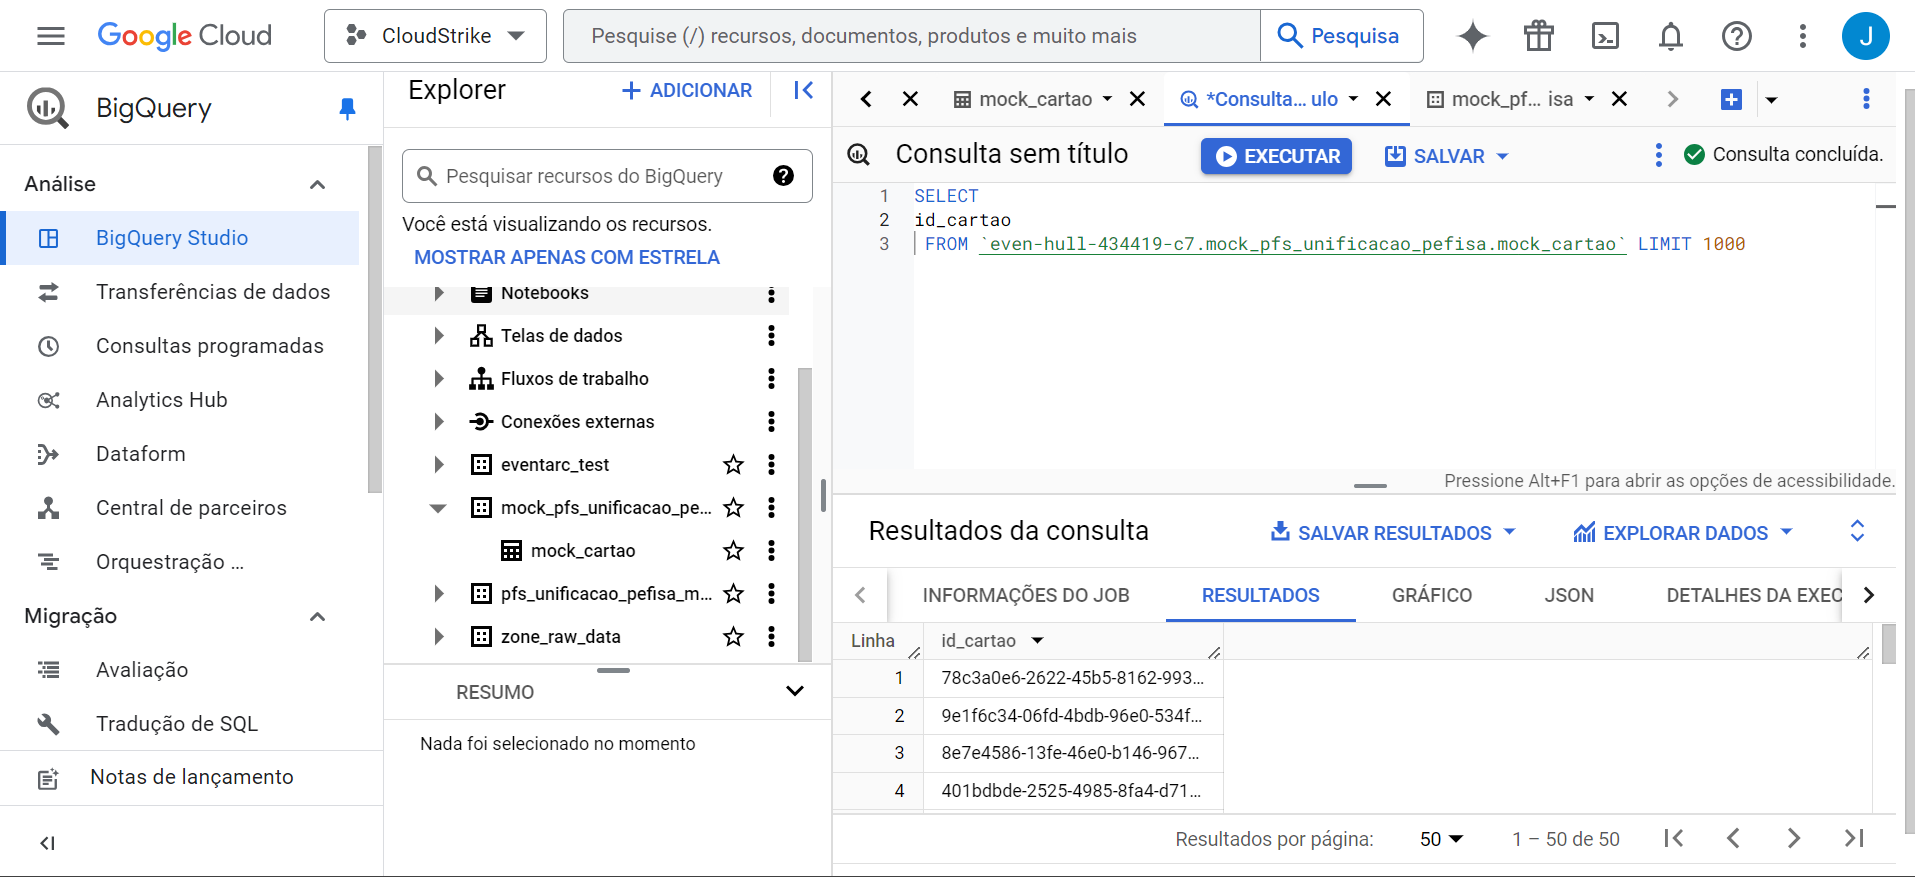 Google Cloud
CloudStrike
Pesquise (/) recursos, documentos, produtos e muito mais
Pesquisa
J
BigQuery
Análise
BigQuery Studio
Transferências de dados
Consultas programadas
Analytics Hub
Dataform
Central de parceiros
Orquestração ...
Migração
Avaliação
Tradução de SQL
Notas de lançamento
Explorer
ADICIONAR
Pesquisar recursos do BigQuery
Você está visualizando os recursos.
MOSTRAR APENAS COM ESTRELA
Notebooks
Telas de dados
Fluxos de trabalho
Conexões externas
eventarc_test
mock_pfs_unificacao_pe...
mock_cartao
pfs_unificacao_pefisa_m...
zone_raw_data
RESUMO
Nada foi selecionado no momento
mock_cartao
*Consulta... ulo
mock_pf... isa
Consulta sem título
EXECUTAR
SALVAR
Consulta concluída.
1 SELECT
2 id_cartao
3 FROM `even-hull-434419-c7.mock_pfs_unificacao_pefisa.mock_cartao` LIMIT 1000
Pressione Alt+F1 para abrir as opções de acessibilidade.
Resultados da consulta
SALVAR RESULTADOS
EXPLORAR DADOS
INFORMAÇÕES DO JOB
RESULTADOS
GRÁFICO
JSON
DETALHES DA EXEC
Linha id_cartao
1 78c3a0e6-2622-45b5-8162-993...
2 9e1f6c34-06fd-4bdb-96e0-534f...
3 8e7e4586-13fe-46e0-b146-967...
4 401bdbde-2525-4985-8fa4-d71...
Resultados por página: 50 1 – 50 de 50